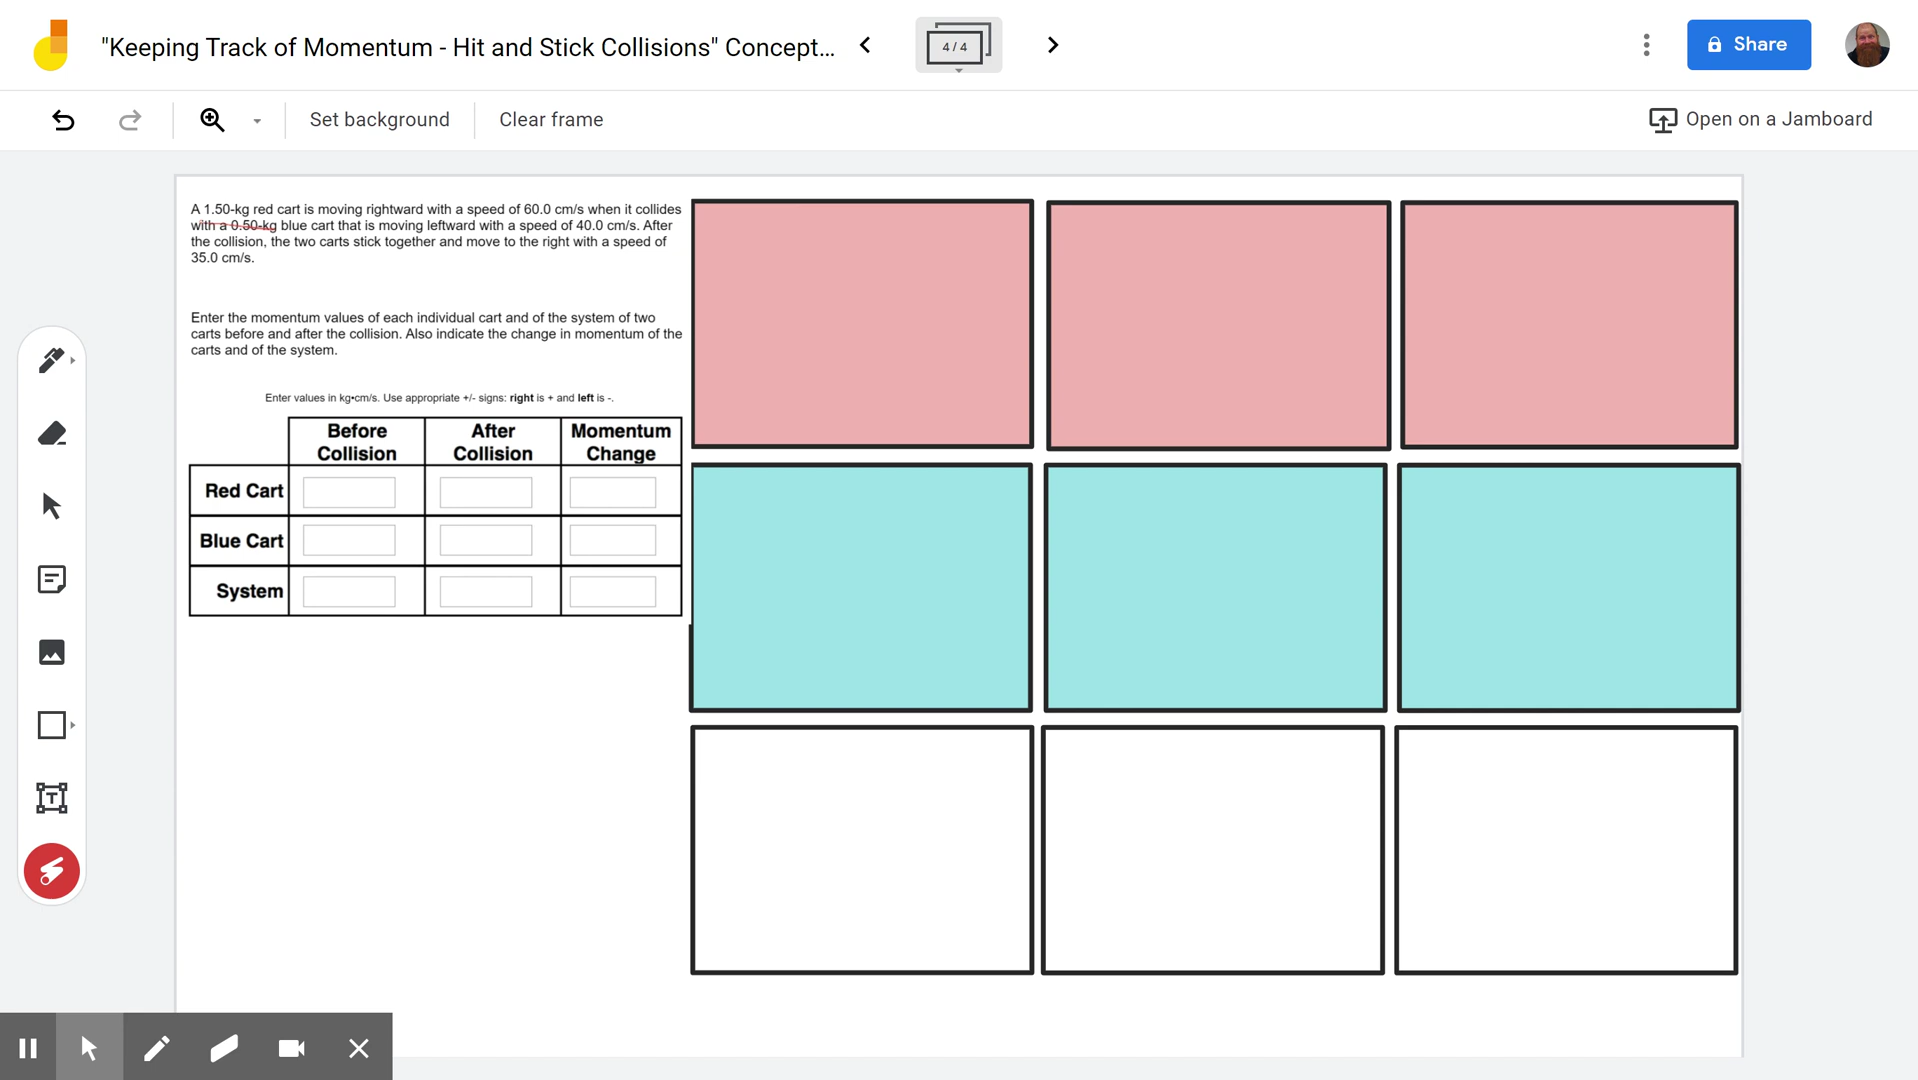 "Keeping Track of Momentum - Hit and Stick Collisions" Concept...
4 / 4
Share
Set background
Clear frame
Open on a Jamboard
A 1.50-kg red cart is moving rightward with a speed of 60.0 cm/s when it collides
with a 0.50-kg blue cart that is moving leftward with a speed of 40.0 cm/s. After
the collision, the two carts stick together and move to the right with a speed of
35.0 cm/s.
Enter the momentum values of each individual cart and of the system of two
carts before and after the collision. Also indicate the change in momentum of the
carts and of the system.
Enter values in kg•cm/s. Use appropriate +/- signs: right is + and left is -.
Before
Collision
After
Collision
Momentum
Change
Red Cart
Blue Cart
System